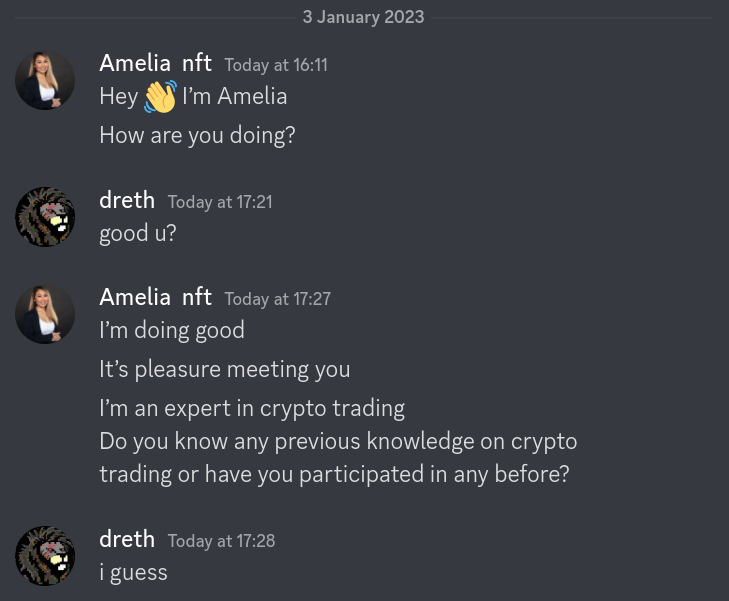 3 January 2023
Amelia nft Today at 16:11
Hey 👋 I'm Amelia
How are you doing?
dreth Today at 17:21
good u?
Amelia nft Today at 17:27
I'm doing good
It's pleasure meeting you
I'm an expert in crypto trading
Do you know any previous knowledge on crypto
trading or have you participated in any before?
dreth Today at 17:28
i guess